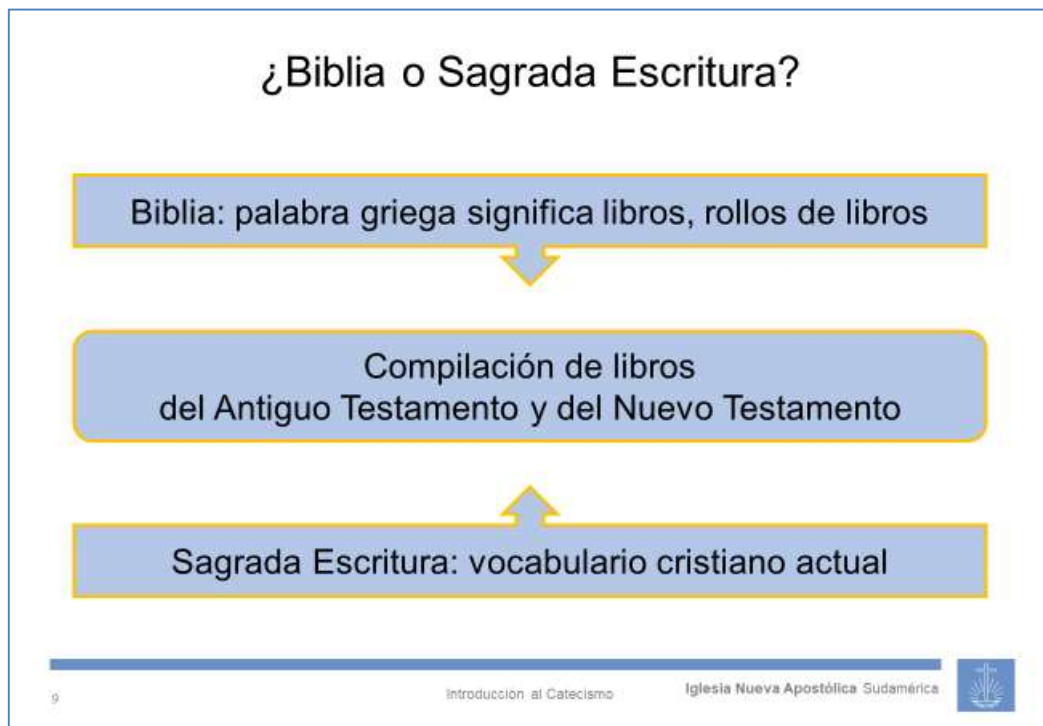 ¿Biblia o Sagrada Escritura?
Biblia: palabra griega significa libros, rollos de libros
Compilación de libros
del Antiguo Testamento y del Nuevo Testamento
Sagrada Escritura: vocabulario cristiano actual
9
Introducción al Catecismo
Iglesia Nueva Apostólica Sudamérica